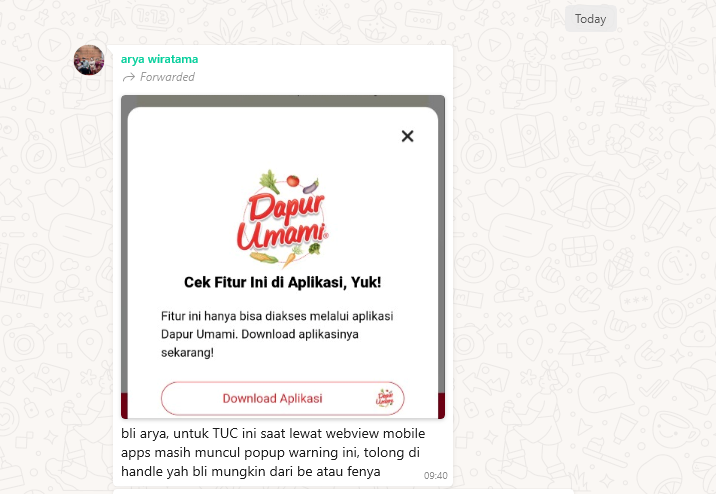 Today
arya wiratama
Forwarded
Dapur
Umami®
Cek Fitur Ini di Aplikasi, Yuk!
Fitur ini hanya bisa diakses melalui aplikasi
Dapur Umami. Download aplikasinya
sekarang!
Download Aplikasi
Dapur
Umami
bli arya, untuk TUC ini saat lewat webview mobile
apps masih muncul popup warning ini, tolong di
handle yah bli mungkin dari be atau fenya
09:40